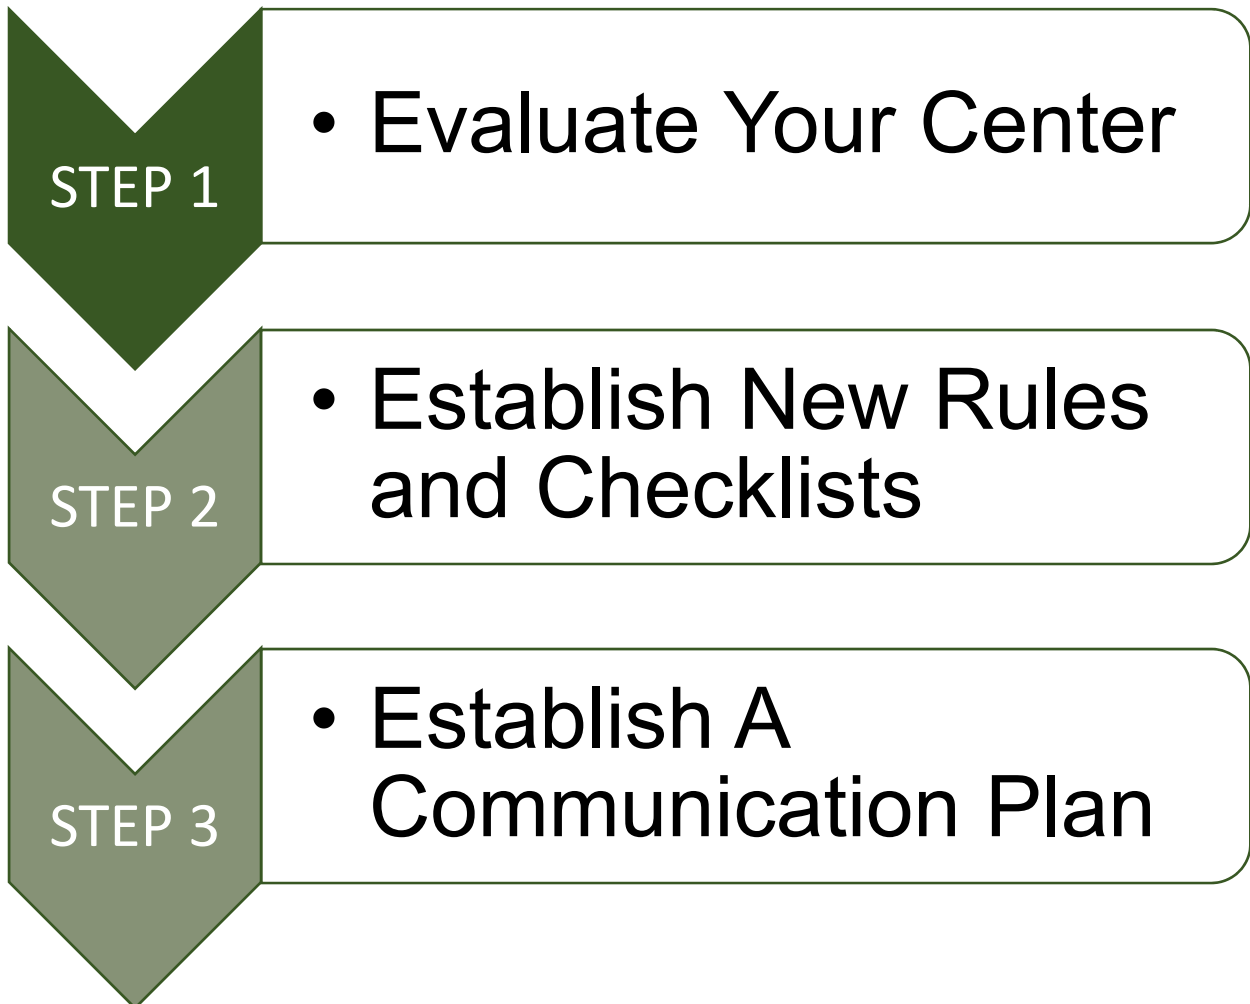 STEP 1
• Evaluate Your Center
STEP 2
• Establish New Rules
and Checklists
STEP 3
• Establish A
Communication Plan